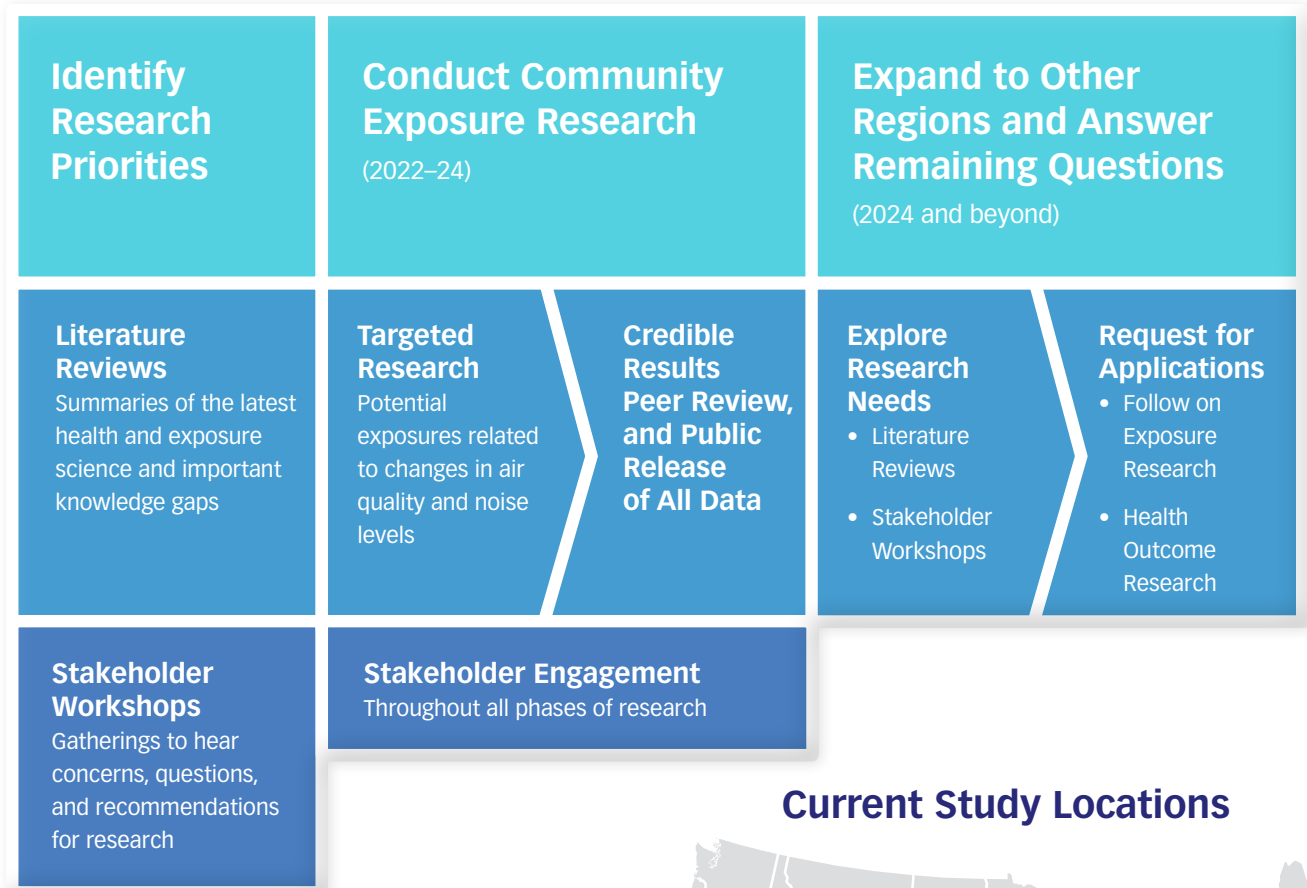 Identify
Research
Priorities
Conduct Community
Exposure Research
(2022–24)
Expand to Other
Regions and Answer
Remaining Questions
(2024 and beyond)
Literature
Reviews
Summaries of the latest
health and exposure
science and important
knowledge gaps
Targeted
Research
Potential
exposures related
to changes in air
quality and noise
levels
Credible
Results
Peer Review,
and Public
Release
of All Data
Explore
Research
Needs
• Literature
Reviews
• Stakeholder
Workshops
Request for
Applications
• Follow on
Exposure
Research
• Health
Outcome
Research
Stakeholder
Workshops
Gatherings to hear
concerns, questions,
and recommendations
for research
Stakeholder Engagement
Throughout all phases of research
Current Study Locations